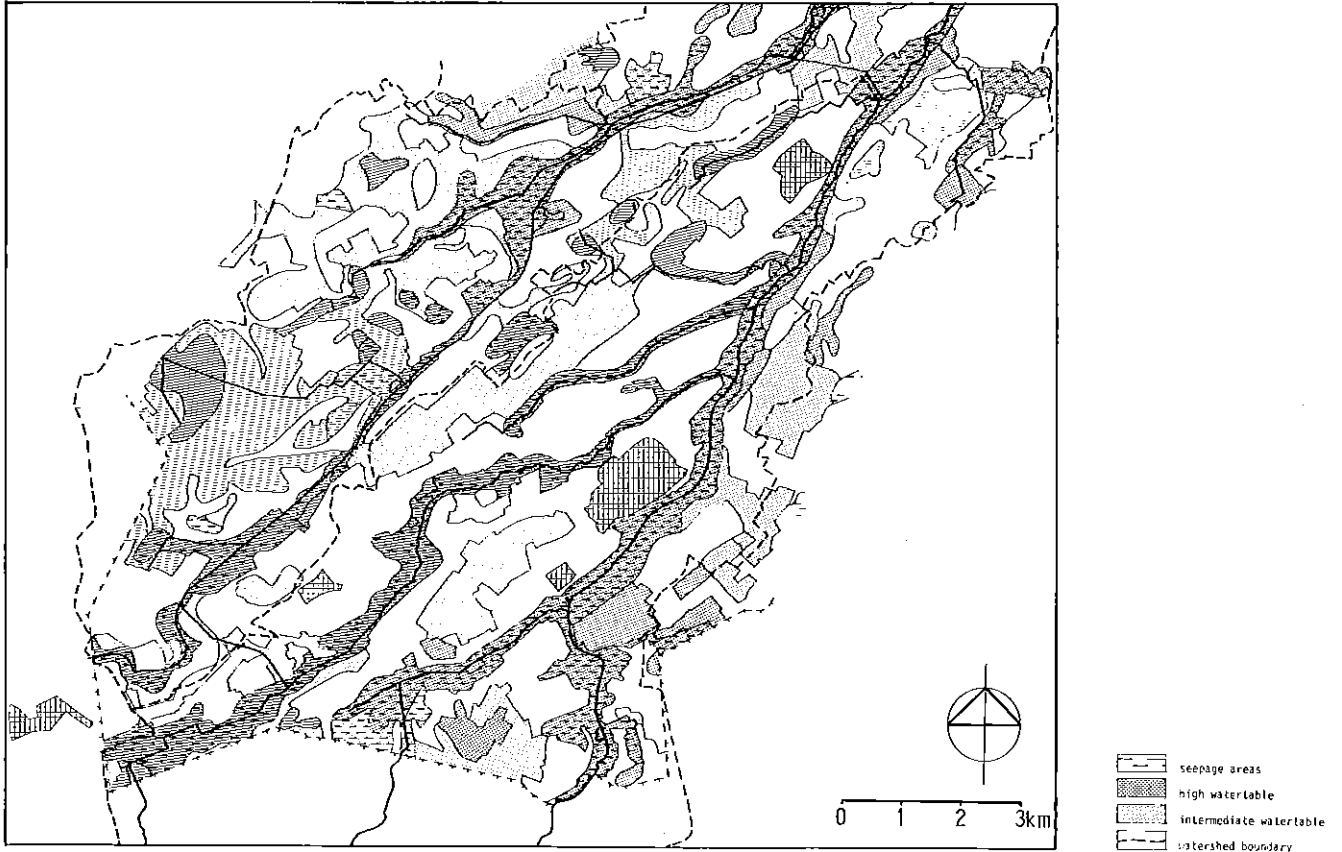 0 1 2 3km
seepage areas
high watertable
intermediate watertable
watershed boundary